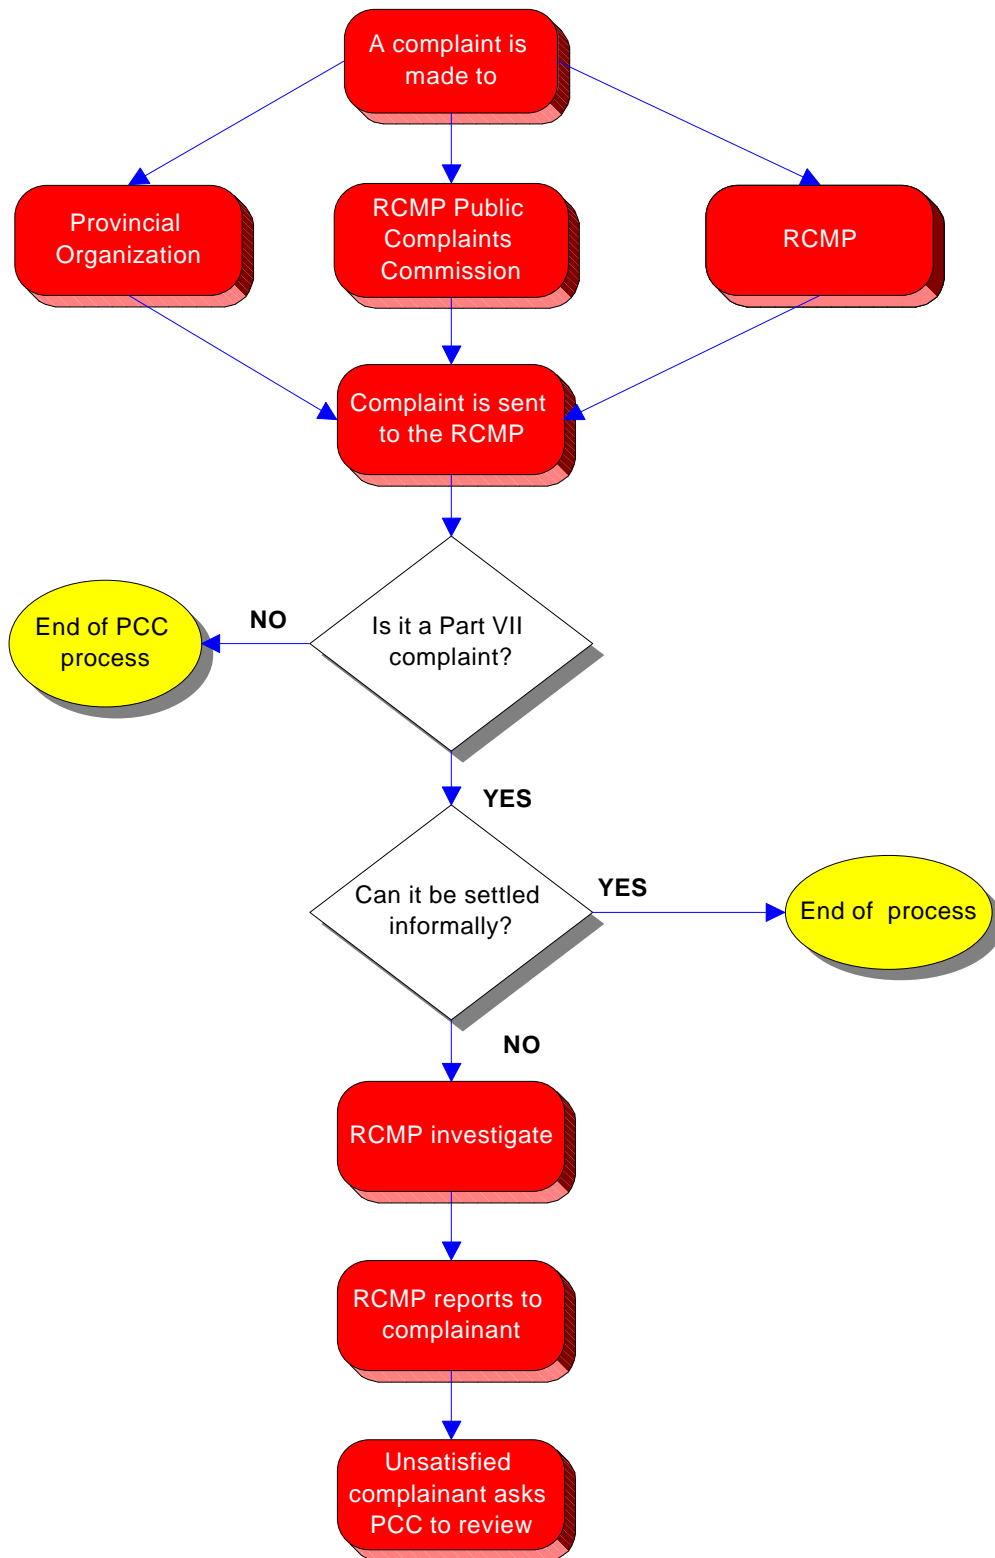 A complaint is
made to
Provincial
Organization
RCMP Public
Complaints
Commission
RCMP
Complaint is sent
to the RCMP
Is it a Part VII
complaint?
NO
End of PCC
process
YES
Can it be settled
informally?
YES
End of process
NO
RCMP investigate
RCMP reports to
complainant
Unsatisfied
complainant asks
PCC to review